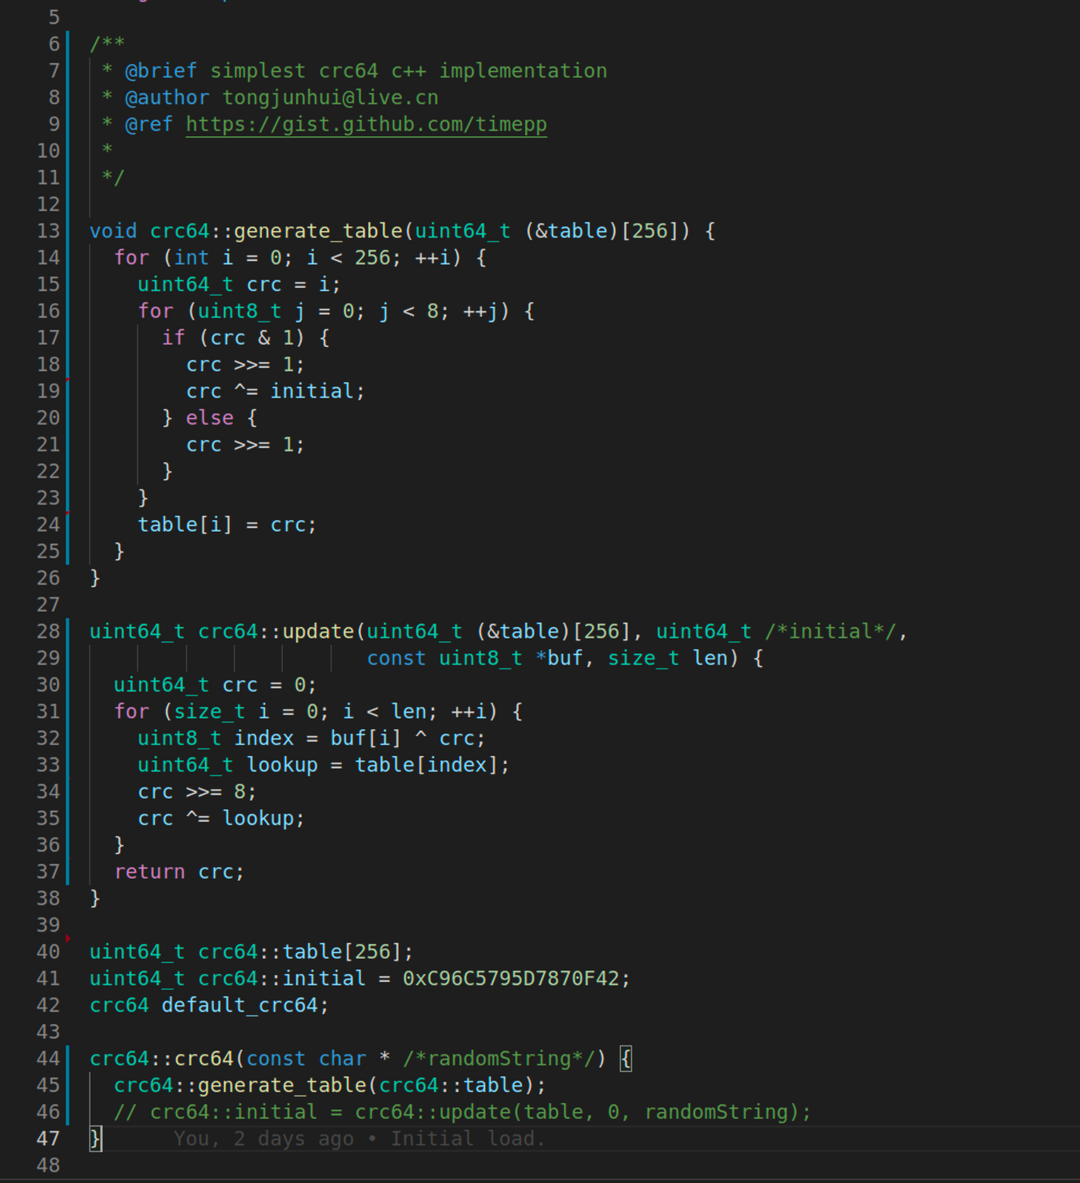 5
6 /**
7  * @brief simplest crc64 c++ implementation
8  * @author tongjunhui@live.cn
9  * @ref https://gist.github.com/timepp
10  *
11  */
12
13 void crc64::generate_table(uint64_t (&table)[256]) {
14   for (int i = 0; i < 256; ++i) {
15     uint64_t crc = i;
16     for (uint8_t j = 0; j < 8; ++j) {
17       if (crc & 1) {
18         crc >>= 1;
19         crc ^= initial;
20       } else {
21         crc >>= 1;
22       }
23     }
24     table[i] = crc;
25   }
26 }
27
28 uint64_t crc64::update(uint64_t (&table)[256], uint64_t /*initial*/,
29                        const uint8_t *buf, size_t len) {
30   uint64_t crc = 0;
31   for (size_t i = 0; i < len; ++i) {
32     uint8_t index = buf[i] ^ crc;
33     uint64_t lookup = table[index];
34     crc >>= 8;
35     crc ^= lookup;
36   }
37   return crc;
38 }
39
40 uint64_t crc64::table[256];
41 uint64_t crc64::initial = 0xC96C5795D7870F42;
42 crc64 default_crc64;
43
44 crc64::crc64(const char * /*randomString*/) {
45   crc64::generate_table(crc64::table);
46   // crc64::initial = crc64::update(table, 0, randomString);
47 }      You, 2 days ago • Initial load.
48